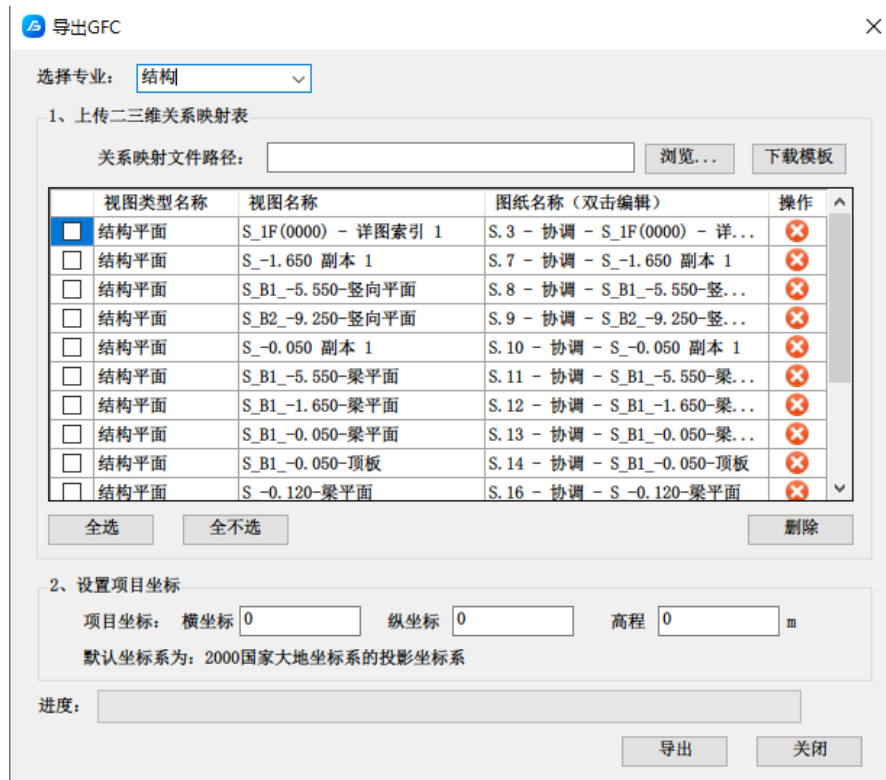 导出GFC
选择专业: 结构
1、上传二三维关系映射表
关系映射文件路径: 浏览... 下载模板
视图类型名称 视图名称 图纸名称(双击编辑) 操作
结构平面 S_1F(0000) - 详图索引 1 S.3 - 协调 - S_1F(0000) - 详...
结构平面 S_-1.650 副本 1 S.7 - 协调 - S_-1.650 副本 1
结构平面 S_B1_-5.550-竖向平面 S.8 - 协调 - S_B1_-5.550-竖...
结构平面 S_B2_-9.250-竖向平面 S.9 - 协调 - S_B2_-9.250-竖...
结构平面 S_-0.050 副本 1 S.10 - 协调 - S_-0.050 副本 1
结构平面 S_B1_-5.550-梁平面 S.11 - 协调 - S_B1_-5.550-梁...
结构平面 S_B1_-1.650-梁平面 S.12 - 协调 - S_B1_-1.650-梁...
结构平面 S_B1_-0.050-梁平面 S.13 - 协调 - S_B1_-0.050-梁...
结构平面 S_B1_-0.050-顶板 S.14 - 协调 - S_B1_-0.050-顶板
结构平面 S_-0.120-梁平面 S.16 - 协调 - S_-0.120-梁平面
全选 全不选 删除
2、设置项目坐标
项目坐标: 横坐标 0 纵坐标 0 高程 0 m
默认坐标系为: 2000国家大地坐标系的投影坐标系
进度:
导出 关闭